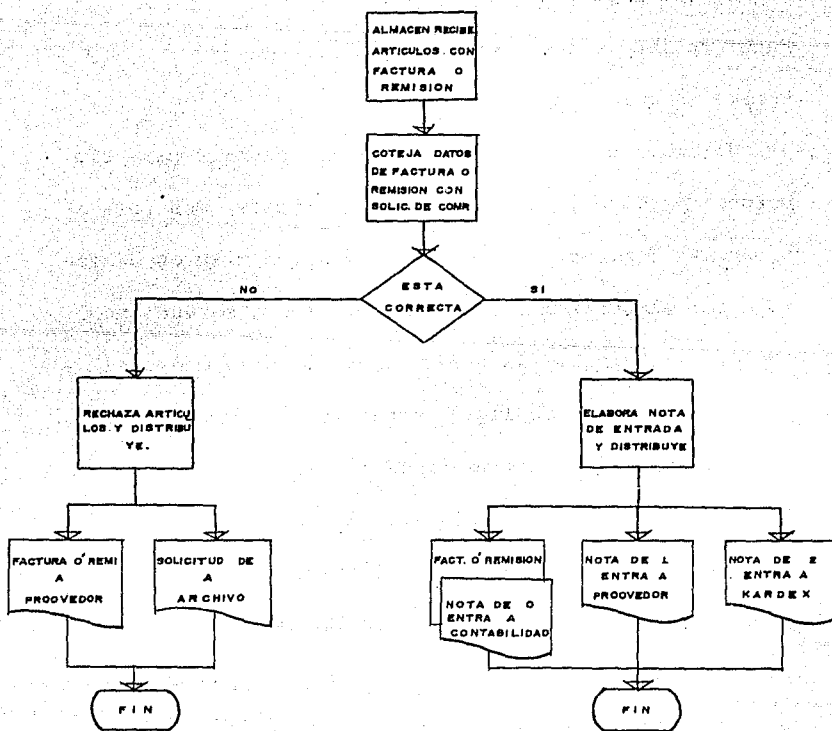 ALMACEN RECIBE
ARTICULOS. CON
FACTURA O
REMISION
COTEJA DATOS
DE FACTURA O
REMISION CON
SOLIC. DE COMR
ESTA
CORRECTA
NO
SI
RECHAZA ARTICU
LOS. Y DISTRIBU
YE.
ELABORA NOTA
DE ENTRADA
Y DISTRIBUYE
FACTURA O' REMI
A
PROOVEDOR
SOLICITUD DE
A
ARCHIVO
FACT. O' REMISION
NOTA DE O
ENTRA A
CONTABILIDAD
NOTA DE 1
ENTRA A
PROOVEDOR
NOTA DE 2
ENTRA A
KARDEX
FIN
FIN